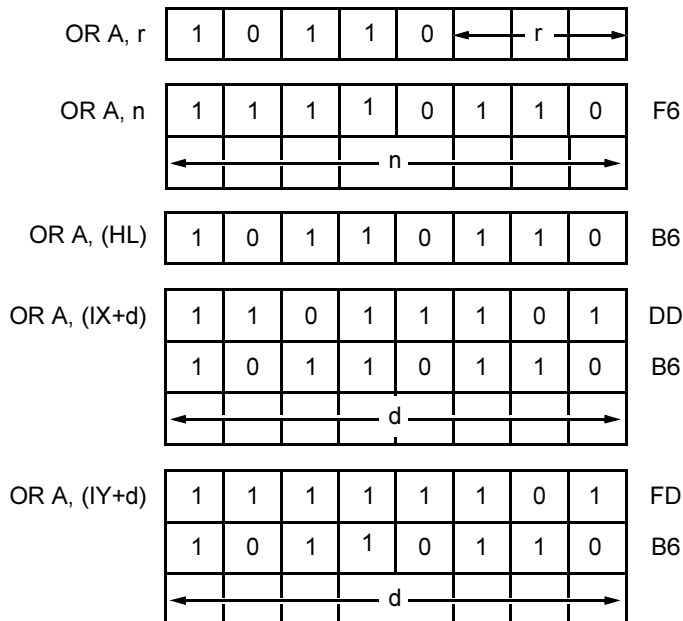 OR A, r 1 0 1 1 0 r
OR A, n 1 1 1 1 0 1 1 0 F6
n
OR A, (HL) 1 0 1 1 0 1 1 0 B6
OR A, (IX+d) 1 1 0 1 1 1 0 1 DD
1 0 1 1 0 1 1 0 B6
d
OR A, (IY+d) 1 1 1 1 1 1 0 1 FD
1 0 1 1 0 1 1 0 B6
d